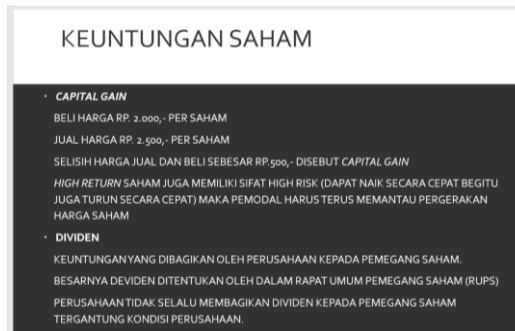 KEUNTUNGAN SAHAM
• CAPITAL GAIN
BELI HARGA RP. 2.000,- PER SAHAM
JUAL HARGA RP. 2.500,- PER SAHAM
SELISIH HARGA JUAL DAN BELI SEBESAR RP.500,- DISEBUT CAPITAL GAIN
HIGH RETURN SAHAM JUGA MEMILIKI SIFAT HIGH RISK (DAPAT NAIK SECARA CEPAT BEGITU
JUGA TURUN SECARA CEPAT) MAKA PEMODAL HARUS TERUS MEMANTAU PERGERAKAN
HARGA SAHAM
• DIVIDEN
KEUNTUNGAN YANG DIBAGIKAN OLEH PERUSAHAAN KEPADA PEMEGANG SAHAM.
BESARNYA DEVIDEN DITENTUKAN OLEH DALAM RAPAT UMUM PEMEGANG SAHAM (RUPS)
PERUSAHAAN TIDAK SELALU MEMBAGIKAN DIVIDEN KEPADA PEMEGANG SAHAM
TERGANTUNG KONDISI PERUSAHAAN.